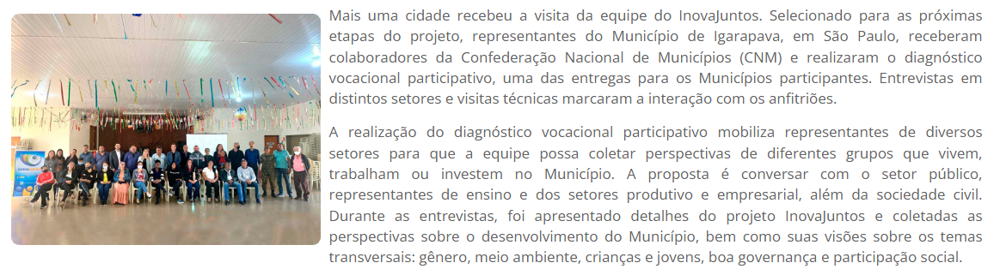 Mais uma cidade recebeu a visita da equipe do InovaJuntos. Selecionado para as próximas
etapas do projeto, representantes do Município de Igarapava, em São Paulo, receberam
colaboradores da Confederação Nacional de Municípios (CNM) e realizaram o diagnóstico
vocacional participativo, uma das entregas para os Municípios participantes. Entrevistas em
distintos setores e visitas técnicas marcaram a interação com os anfitriões.
A realização do diagnóstico vocacional participativo mobiliza representantes de diversos
setores para que a equipe possa coletar perspectivas de diferentes grupos que vivem,
trabalham ou investem no Município. A proposta é conversar com o setor público,
representantes de ensino e dos setores produtivo e empresarial, além da sociedade civil.
Durante as entrevistas, foi apresentado detalhes do projeto InovaJuntos e coletadas as
perspectivas sobre o desenvolvimento do Município, bem como suas visões sobre os temas
transversais: gênero, meio ambiente, crianças e jovens, boa governança e participação social.